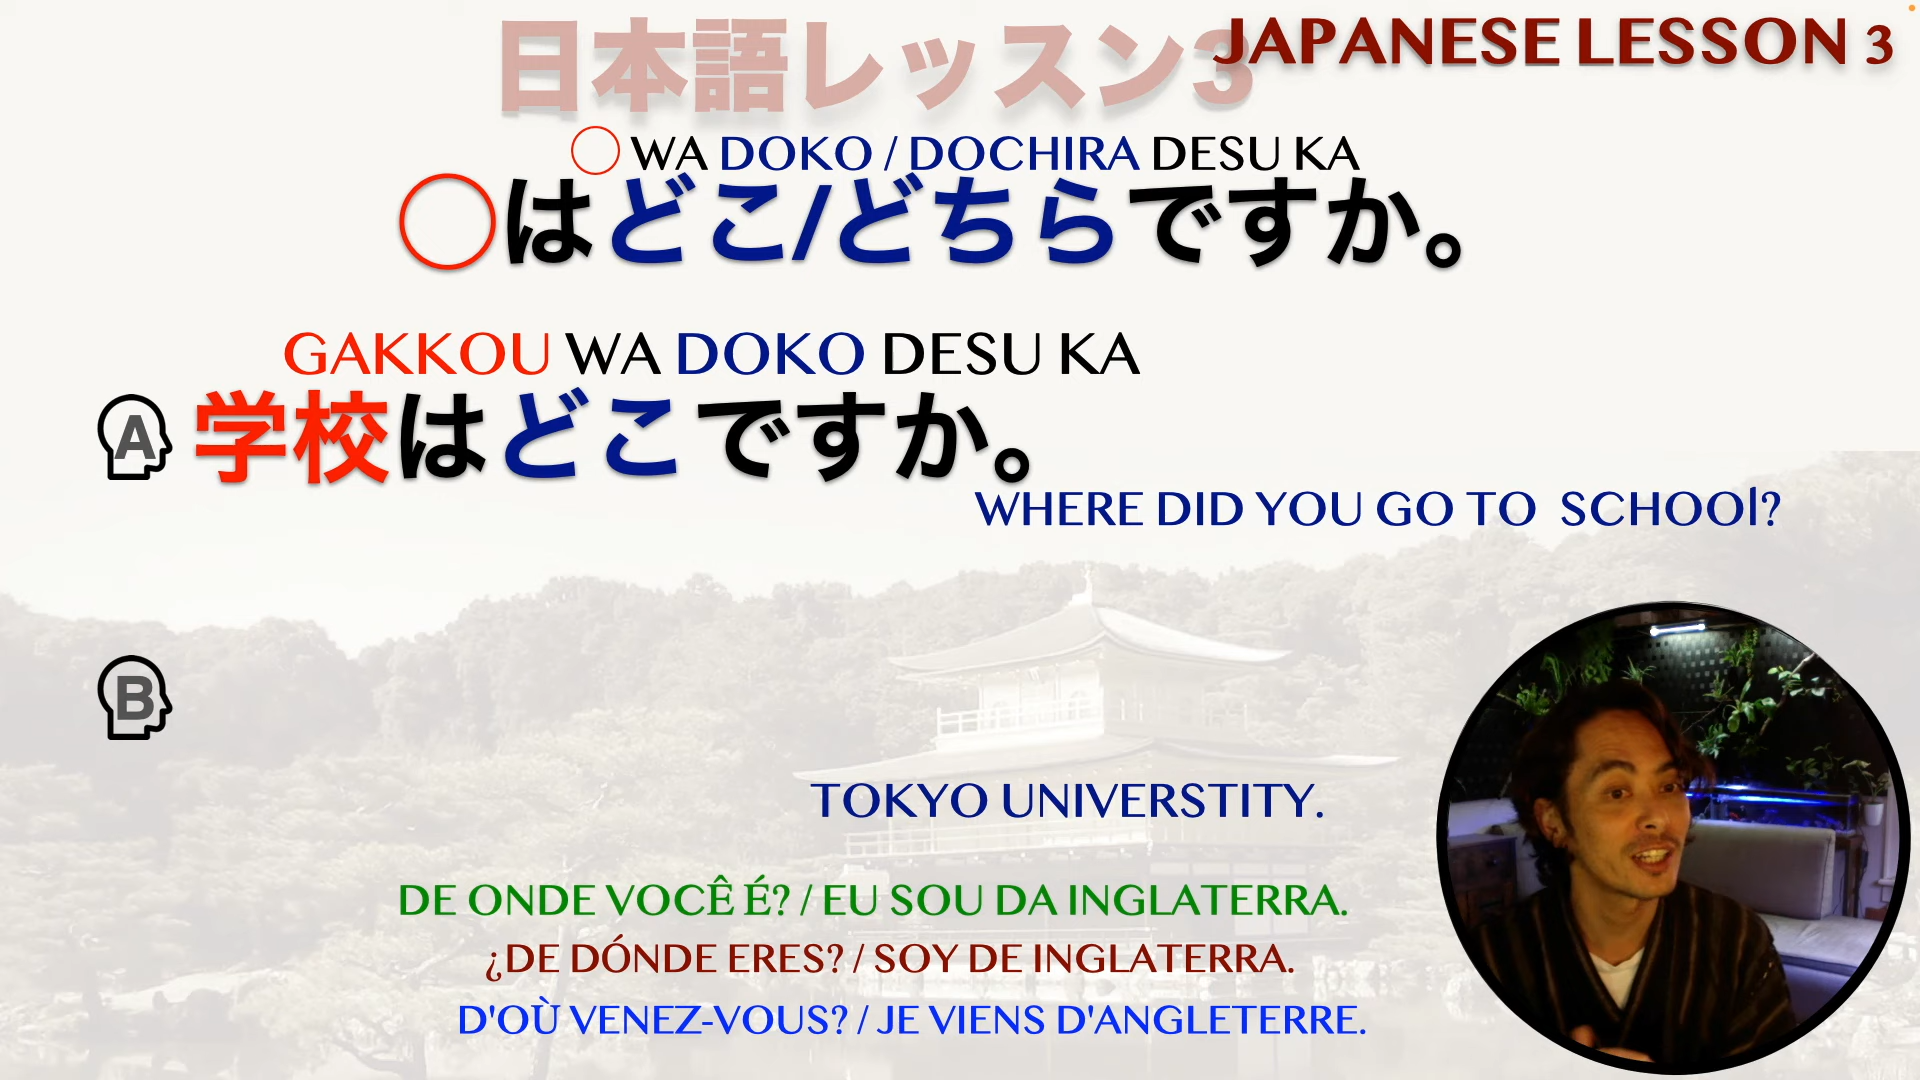 日本語レッスン3
JAPANESE LESSON 3
◯ WA DOKO / DOCHIRA DESU KA
◯はどこ/どちらですか。
GAKKOU WA DOKO DESU KA
A 学校はどこですか。
WHERE DID YOU GO TO SCHOOl?
B
TOKYO UNIVERSTITY.
DE ONDE VOCÊ É? / EU SOU DA INGLATERRA.
¿DE DÓNDE ERES? / SOY DE INGLATERRA.
D'OÙ VENEZ-VOUS? / JE VIENS D'ANGLETERRE.